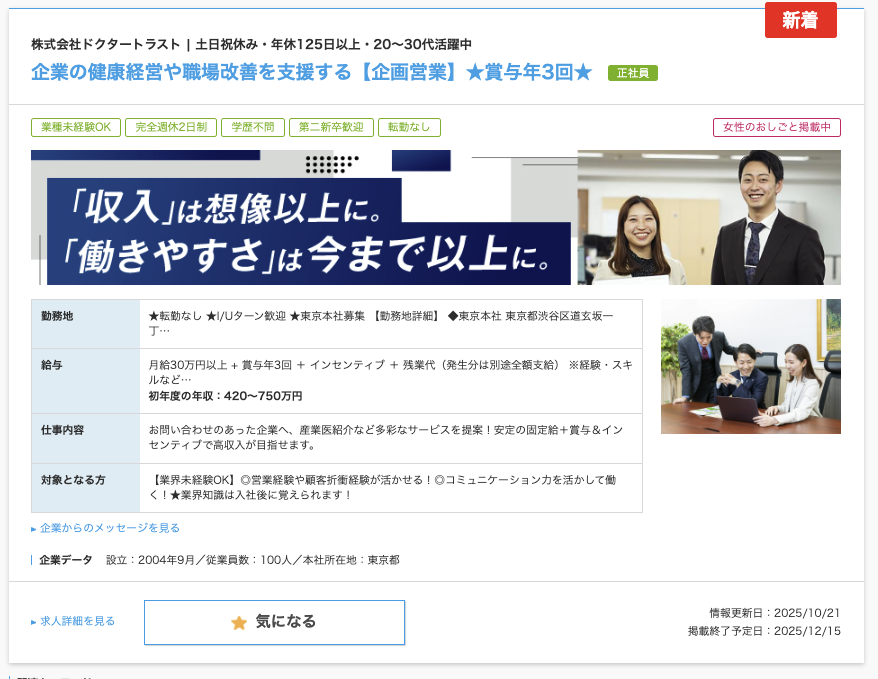 新着
株式会社ドクタートラスト | 土日祝休み・年休125日以上・20〜30代活躍中
企業の健康経営や職場改善を支援する【企画営業】★賞与年3回★ 正社員
業種未経験OK 完全週休2日制 学歴不問 第二新卒歓迎 転勤なし 女性のおしごと掲載中
「収入」は想像以上に。
「働きやすさ」は今まで以上に。
勤務地 ★転勤なし ★I/Uターン歓迎 ★東京本社募集 【勤務地詳細】 ◆東京本社 東京都渋谷区道玄坂一
丁…
給与 月給30万円以上 + 賞与年3回 ＋ インセンティブ ＋ 残業代（発生分は別途全額支給） ※経験・スキ
ルなど…
初年度の年収：420〜750万円
仕事内容 お問い合わせのあった企業へ、産業医紹介など多彩なサービスを提案！安定の固定給＋賞与＆イン
センティブで高収入が目指せます。
対象となる方 【業界未経験OK】◎営業経験や顧客折衝経験が活かせる！◎コミュニケーション力を活かして働
く！★業界知識は入社後に覚えられます！
企業からのメッセージを見る
企業データ 設立：2004年9月／従業員数：100人／本社所在地：東京都
求人詳細を見る
気になる
情報更新日：2025/10/21
掲載終了予定日：2025/12/15